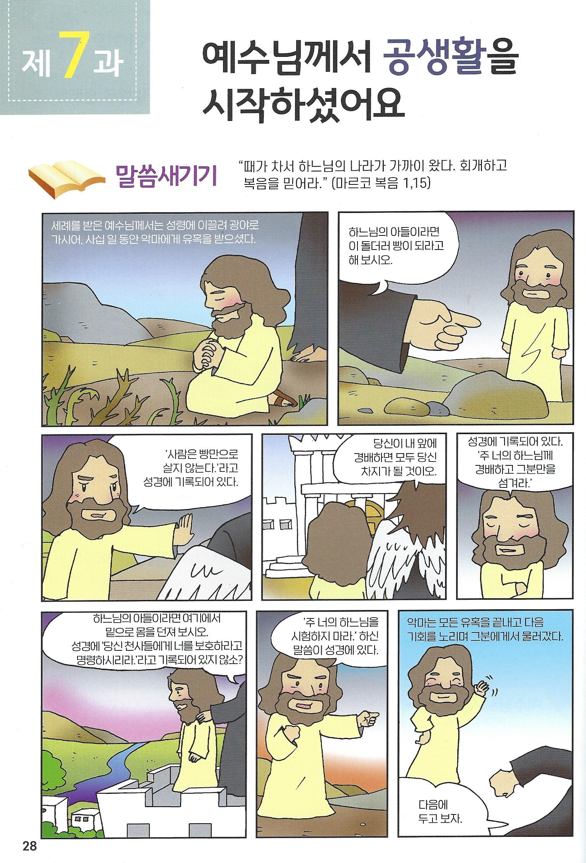 제7과
예수님께서 공생활을
시작하셨어요
말씀새기기
“때가 차서 하느님의 나라가 가까이 왔다. 회개하고
복음을 믿어라.” (마르코 복음 1,15)
세례를 받은 예수님께서는 성령에 이끌려 광야로
가시어, 사십 일 동안 악마에게 유혹을 받으셨다.
하느님의 아들이라면
이 돌더러 빵이 되라고
해 보시오.
‘사람은 빵만으로
살지 않는다.’라고
성경에 기록되어 있다.
당신이 내 앞에
경배하면 모두 당신
차지가 될 것이오.
성경에 기록되어 있다.
‘주 너의 하느님께
경배하고 그분만을
섬겨라.’
하느님의 아들이라면 여기에서
밑으로 몸을 던져 보시오.
성경에 ‘당신 천사들에게 너를 보호하라고
명령하시리라.’라고 기록되어 있지 않소?
‘주 너의 하느님을
시험하지 마라.’ 하신
말씀이 성경에 있다.
악마는 모든 유혹을 끝내고 다음
기회를 노리며 그분에게서 물러갔다.
다음에
두고 보자.
28